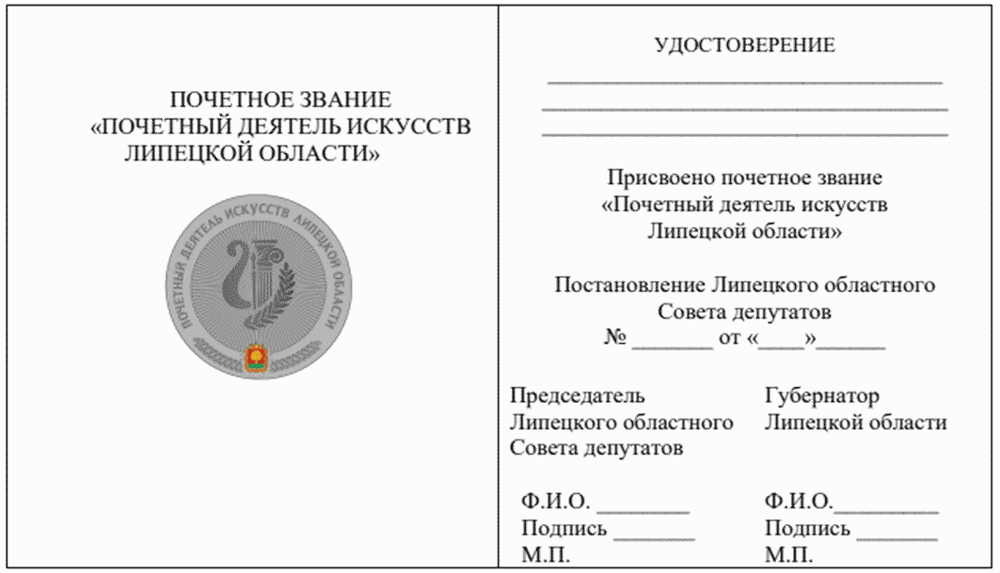 ПОЧЕТНОЕ ЗВАНИЕ
«ПОЧЕТНЫЙ ДЕЯТЕЛЬ ИСКУССТВ
ЛИПЕЦКОЙ ОБЛАСТИ»
ПОЧЕТНЫЙ ДЕЯТЕЛЬ ИСКУССТВ ЛИПЕЦКОЙ ОБЛАСТИ
УДОСТОВЕРЕНИЕ
Присвоено почетное звание
«Почетный деятель искусств
Липецкой области»
Постановление Липецкого областного
Совета депутатов
№ _______ от «____»______
Председатель
Липецкого областного
Совета депутатов
Ф.И.О. ________
Подпись _______
М.П.
Губернатор
Липецкой области
Ф.И.О._________
Подпись _______
М.П.